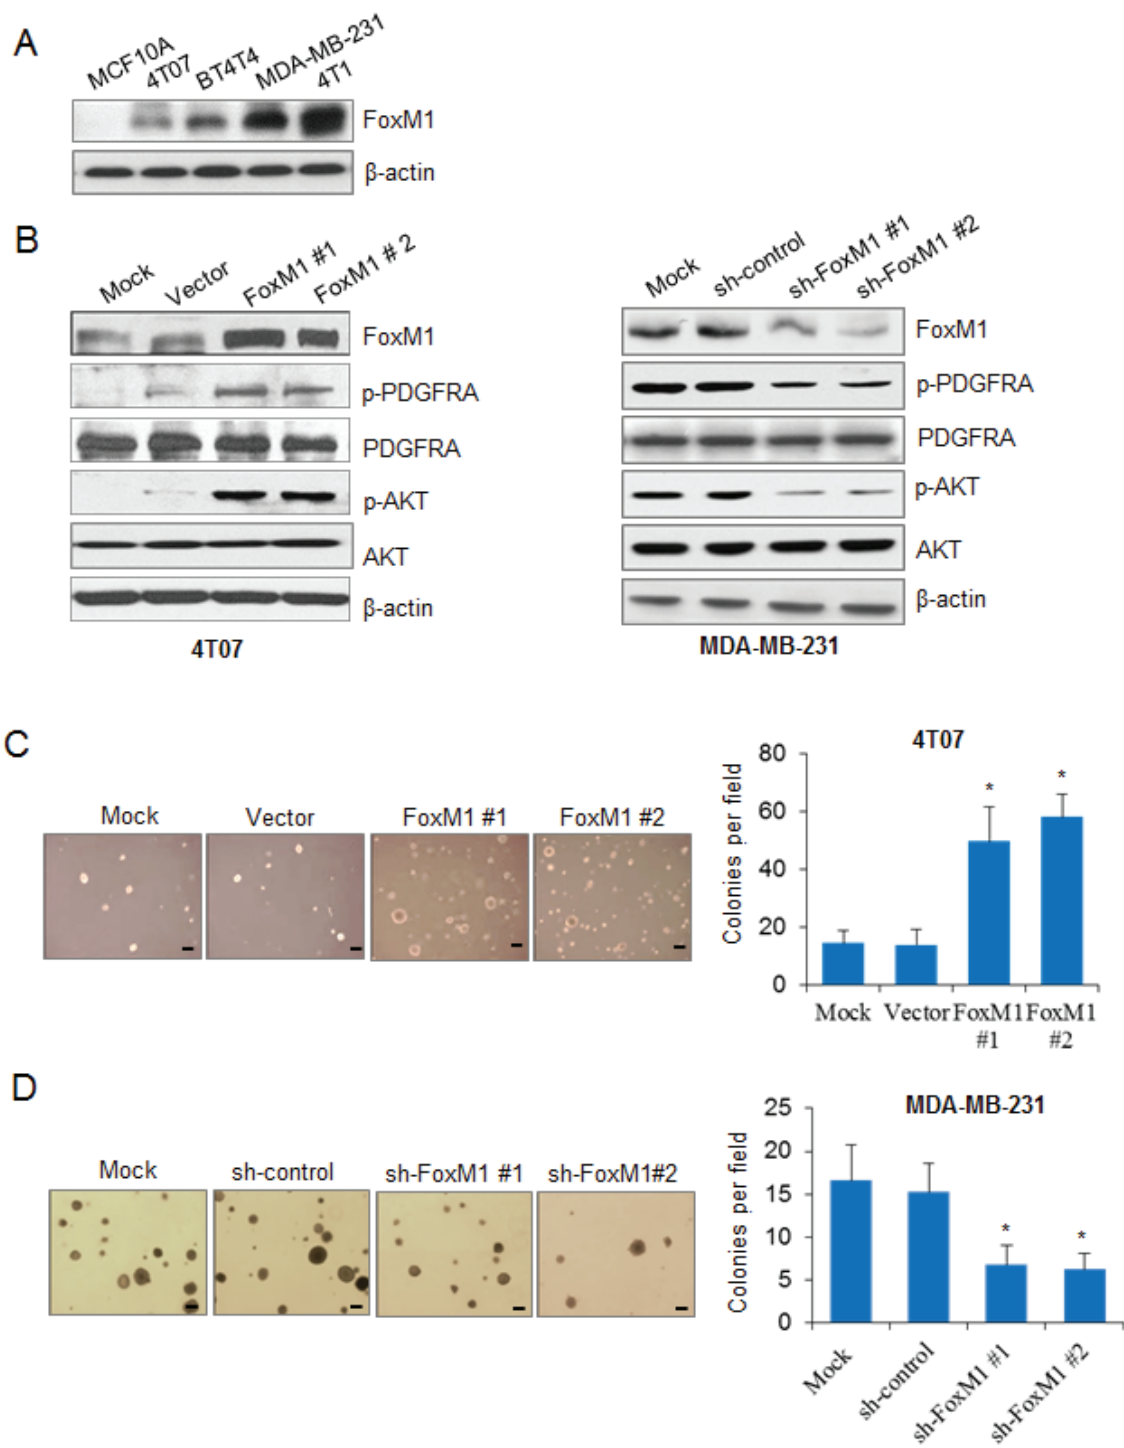 A
MCF10A
4T07
BT4T4
MDA-MB-231
4T1
FoxM1
β-actin
B
Mock
Vector
FoxM1 #1
FoxM1 # 2
FoxM1
p-PDGFRA
PDGFRA
p-AKT
AKT
β-actin
4T07
Mock
sh-control
sh-FoxM1 #1
sh-FoxM1 #2
FoxM1
p-PDGFRA
PDGFRA
p-AKT
AKT
β-actin
MDA-MB-231
C
Mock
Vector
FoxM1 #1
FoxM1 #2
4T07
Colonies per field
80
60
40
20
0
*
*
Mock
Vector
FoxM1
#1
FoxM1
#2
D
Mock
sh-control
sh-FoxM1 #1
sh-FoxM1#2
MDA-MB-231
Colonies per field
25
20
15
10
5
0
*
*
Mock
sh-control
sh-FoxM1 #1
sh-FoxM1 #2